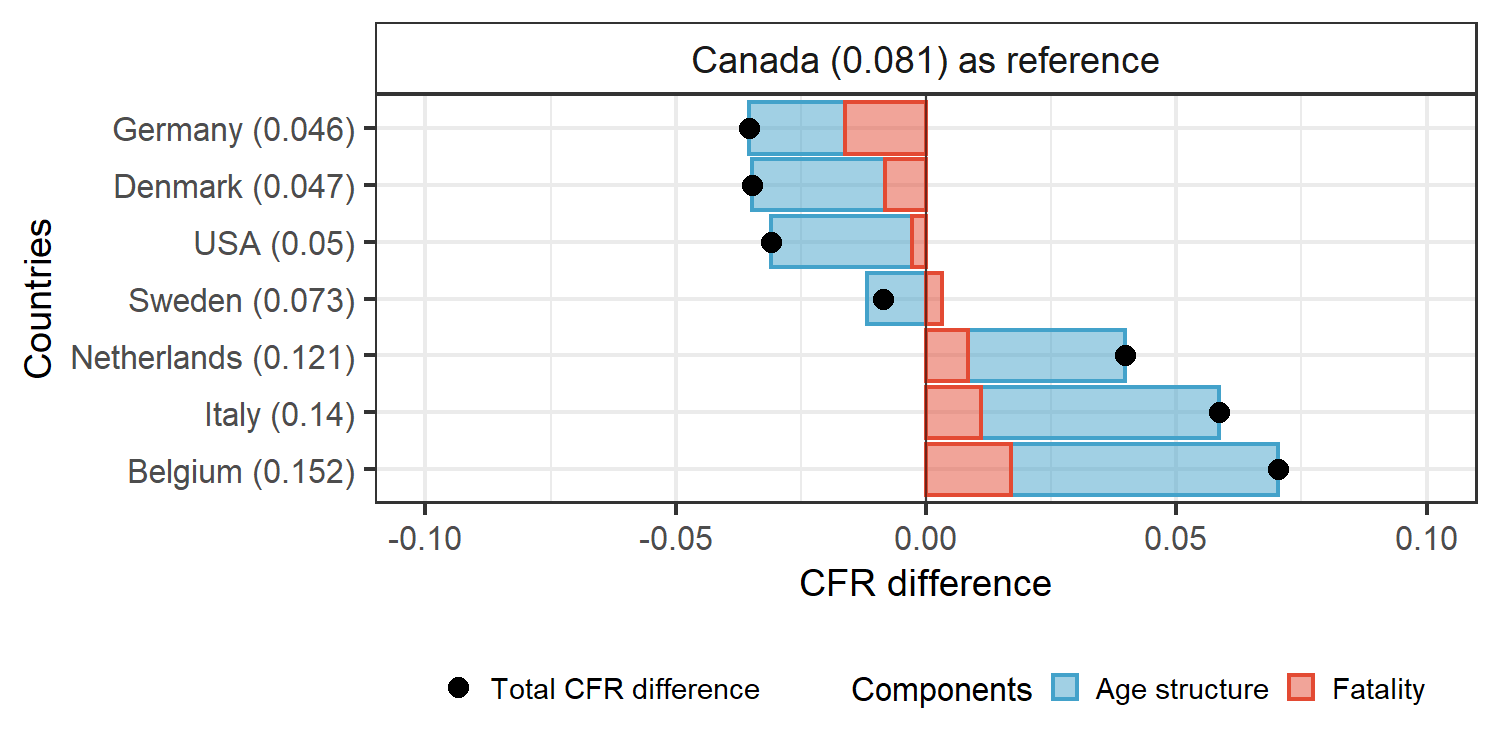 Canada (0.081) as reference
Countries
Germany (0.046)
Denmark (0.047)
USA (0.05)
Sweden (0.073)
Netherlands (0.121)
Italy (0.14)
Belgium (0.152)
-0.10 -0.05 0.00 0.05 0.10
CFR difference
Total CFR difference Components Age structure Fatality